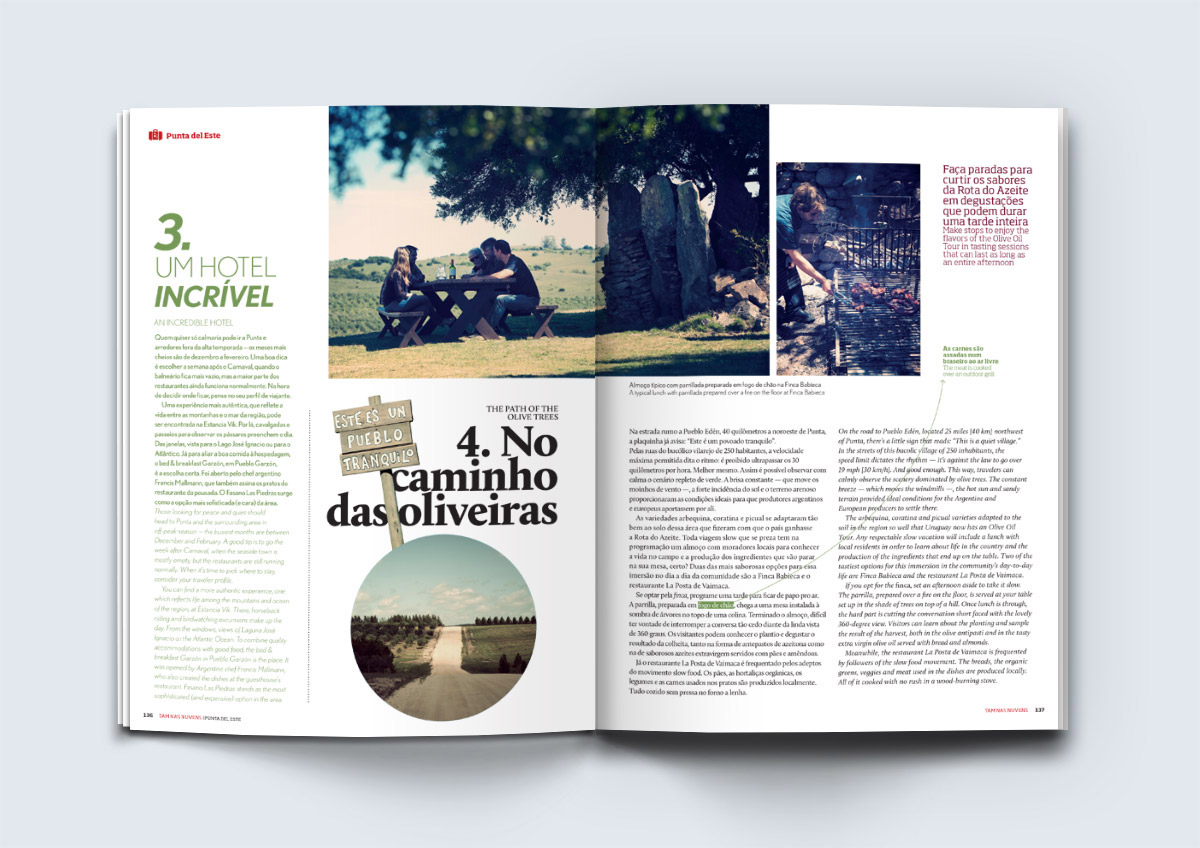 Punta del Este
3.
UM HOTEL
INCRÍVEL
AN INCREDIBLE HOTEL
Quem quiser só calmaria pode ir a Punta e
arredores fora da alta temporada — os meses mais
cheios são de dezembro a fevereiro. Uma boa dica
é escolher a semana após o Carnaval, quando o
balneário fica mais vazio, mas a maior parte dos
restaurantes ainda funciona normalmente. Na hora
de decidir onde ficar, pense no seu perfil de viajante.
Uma experiência mais autêntica, que reflete a
vida entre as montanhas e o mar da região, pode
ser encontrada na Estancia Vik. Por lá, cavalgadas e
passeios para observar os pássaros preenchem o dia.
Das janelas, vista para o Lago José Ignacio ou para o
Atlântico. Já para aliar a boa comida à hospedagem,
o bed & breakfast Garzón, em Pueblo Garzón,
é a escolha certa. Foi aberto pelo chef argentino
Francis Mallmann, que também assina os pratos do
restaurante da pousada. O Fasano Las Piedras surge
como a opção mais sofisticada (e cara) da área.
Those looking for peace and quiet should
head to Punta and the surrounding area in
off-peak season — the busiest months are between
December and February. A good tip is to go the
week after Carnaval, when the seaside town is
mostly empty, but the restaurants are still running
normally. When it's time to pick where to stay,
consider your traveler profile.
You can find a more authentic experience, one
which reflects life among the mountains and ocean
of the region, at Estancia Vik. There, horseback
riding and birdwatching excursions make up the
day. From the windows, views of Laguna José
Ignacio or the Atlantic Ocean. To combine quality
accommodations with good food, the bed &
breakfast Garzón in Pueblo Garzón is the place. It
was opened by Argentine chef Francis Mallmann,
who also created the dishes at the guesthouse's
restaurant. Fasano Las Piedras stands as the most
sophisticated (and expensive) option in the area.
136 TAM NAS NUVENS | PUNTA DEL ESTE
ESTE ES UN
PUEBLO
TRANQUILO
THE PATH OF THE
OLIVE TREES
4. No
caminho
das oliveiras
Almoço típico com parrillada preparada em fogo de chão na Finca Babieca
A typical lunch with parrillada prepared over a fire on the floor at Finca Babieca
Faça paradas para
curtir os sabores
da Rota do Azeite
em degustações
que podem durar
uma tarde inteira
Make stops to enjoy the
flavors of the Olive Oil
Tour in tasting sessions
that can last as long as
an entire afternoon
As carnes são
assadas num
braseiro ao ar livre
The meat is cooked
over an outdoor grill
Na estrada rumo a Pueblo Edén, 40 quilômetros a noroeste de Punta,
a plaquinha já avisa: "Este é um povoado tranquilo".
Pelas ruas do bucólico vilarejo de 250 habitantes, a velocidade
máxima permitida dita o ritmo: é proibido ultrapassar os 30
quilômetros por hora. Melhor mesmo. Assim é possível observar com
calma o cenário repleto de verde. A brisa constante — que move os
moinhos de vento —, a forte incidência do sol e o terreno arenoso
proporcionaram as condições ideais para que produtores argentinos
e europeus aportassem por ali.
As variedades arbequina, coratina e picual se adaptaram tão
bem ao solo dessa área que fizeram com que o país ganhasse
a Rota do Azeite. Toda viagem slow que se preza tem na
programação um almoço com moradores locais para conhecer
a vida no campo e a produção dos ingredientes que vão parar
na sua mesa, certo? Duas das mais saborosas opções para essa
imersão no dia a dia da comunidade são a Finca Babieca e o
restaurante La Posta de Vaimaca.
Se optar pela finca, programe uma tarde para ficar de papo pro ar.
A parrilla, preparada em fogo de chão, chega a uma mesa instalada à
sombra de árvores no topo de uma colina. Terminado o almoço, difícil
ter vontade de interromper a conversa tão cedo diante da linda vista
de 360 graus. Os visitantes podem conhecer o plantio e degustar o
resultado da colheita, tanto na forma de antepastos de azeitona como
na de saborosos azeites extravirgem servidos com pães e amêndoas.
Já o restaurante La Posta de Vaimaca é frequentado pelos adeptos
do movimento slow food. Os pães, as hortaliças orgânicas, os
legumes e as carnes usados nos pratos são produzidos localmente.
Tudo cozido sem pressa no forno a lenha.
On the road to Pueblo Edén, located 25 miles [40 km] northwest
of Punta, there's a little sign that reads: "This is a quiet village."
In the streets of this bucolic village of 250 inhabitants, the
speed limit dictates the rhythm — it's against the law to go over
19 mph [30 km/h]. And good enough. This way, travelers can
calmly observe the scenery dominated by olive trees. The constant
breeze — which moves the windmills —, the hot sun and sandy
terrain provided ideal conditions for the Argentine and
European producers to settle there.
The arbequina, coratina and picual varieties adapted to the
soil in the region so well that Uruguay now has an Olive Oil
Tour. Any respectable slow vacation will include a lunch with
local residents in order to learn about life in the country and the
production of the ingredients that end up on the table. Two of the
tastiest options for this immersion in the community's day-to-day
life are Finca Babieca and the restaurant La Posta de Vaimaca.
If you opt for the finca, set an afternoon aside to take it slow.
The parrilla, prepared over a fire on the floor, is served at your table
set up in the shade of trees on top of a hill. Once lunch is through,
the hard part is cutting the conversation short faced with the lovely
360-degree view. Visitors can learn about the planting and sample
the result of the harvest, both in the olive antipasti and in the tasty
extra virgin olive oil served with bread and almonds.
Meanwhile, the restaurant La Posta de Vaimaca is frequented
by followers of the slow food movement. The breads, the organic
greens, veggies and meat used in the dishes are produced locally.
All of it cooked with no rush in a wood-burning stove.
TAM NAS NUVENS 137